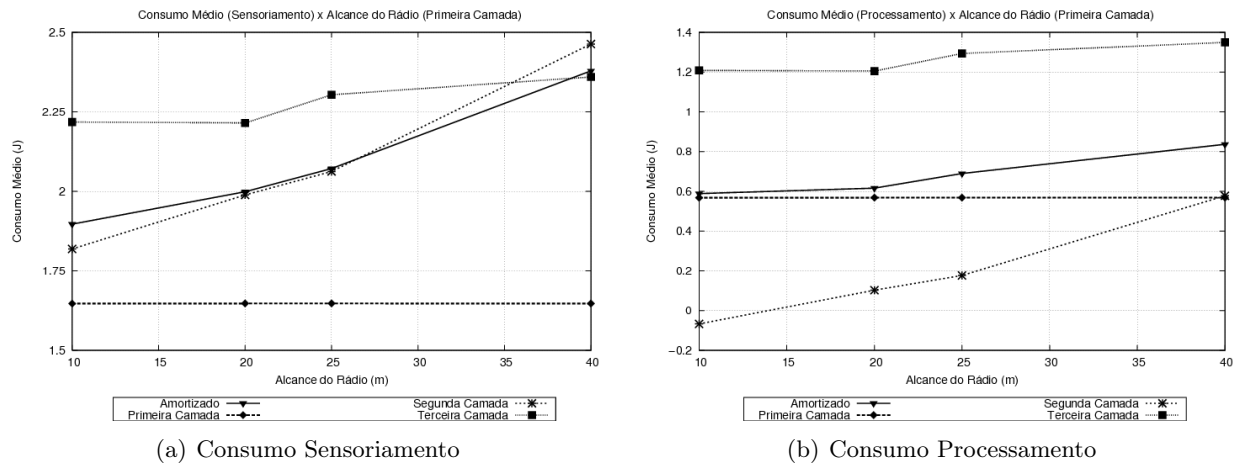 Consumo Médio (Sensoriamento) x Alcance do Rádio (Primeira Camada)
2.5
2.25
2
1.75
1.5
Consumo Médio (J)
10 15 20 25 30 35 40
Alcance do Rádio (m)
Amortizado Segunda Camada
Primeira Camada Terceira Camada
(a) Consumo Sensoriamento
Consumo Médio (Processamento) x Alcance do Rádio (Primeira Camada)
1.4
1.2
1
0.8
0.6
0.4
0.2
0
−0.2
Consumo Médio (J)
10 15 20 25 30 35 40
Alcance do Rádio (m)
Amortizado Segunda Camada
Primeira Camada Terceira Camada
(b) Consumo Processamento